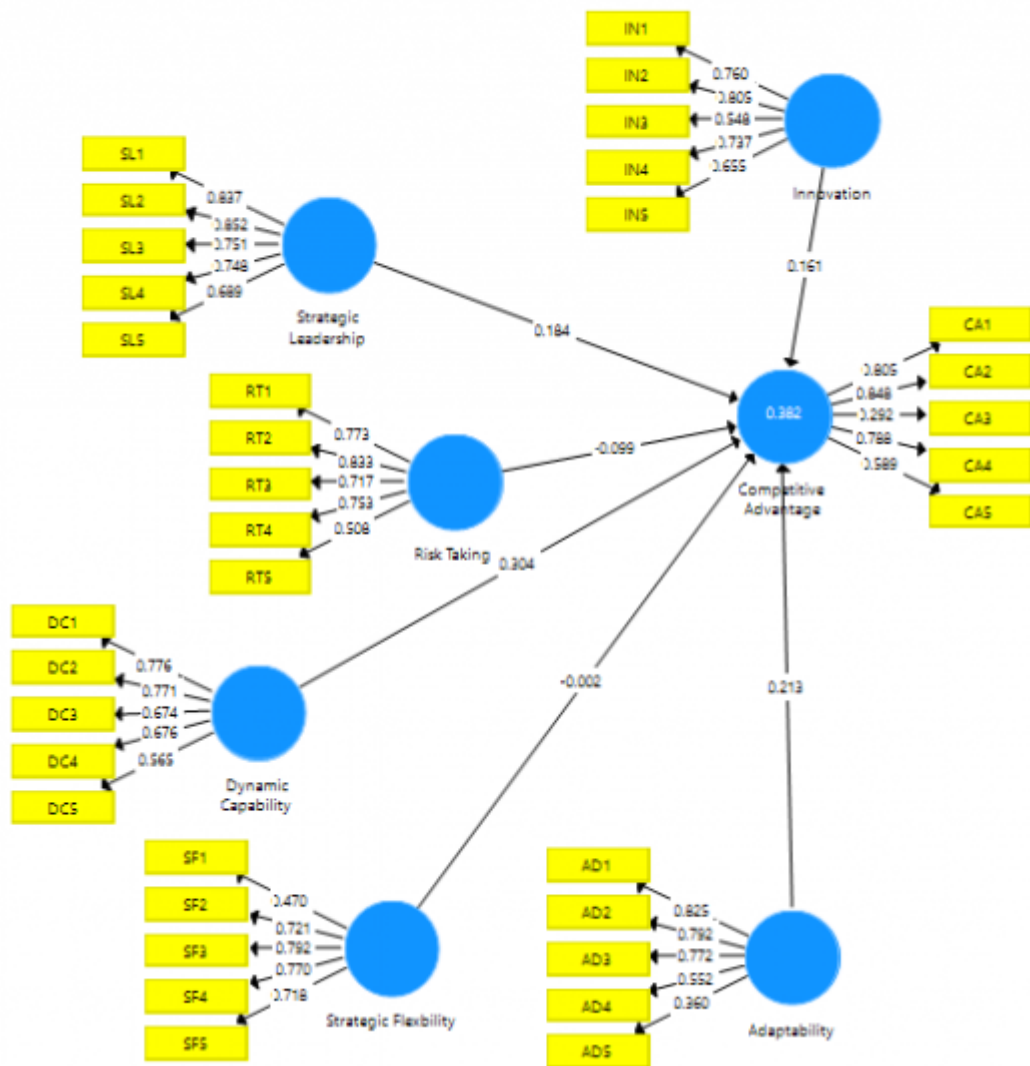 IN1
IN2
IN3
IN4
IN5
0.760
0.805
0.548
0.737
0.655
Innovation
0.161
SL1
SL2
SL3
SL4
SL5
0.837
0.852
0.751
0.748
0.689
Strategic
Leadership
0.184
RT1
RT2
RT3
RT4
RT5
0.773
0.833
0.717
0.753
0.508
Risk Taking
-0.099
0.382
Competitive
Advantage
0.805
0.848
0.292
0.788
0.589
CA1
CA2
CA3
CA4
CA5
DC1
DC2
DC3
DC4
DC5
0.776
0.771
0.674
0.676
0.565
Dynamic
Capability
0.304
SF1
SF2
SF3
SF4
SF5
0.470
0.721
0.792
0.770
0.718
Strategic Flexbility
-0.002
AD1
AD2
AD3
AD4
AD5
0.825
0.792
0.772
0.552
0.360
Adaptability
0.213